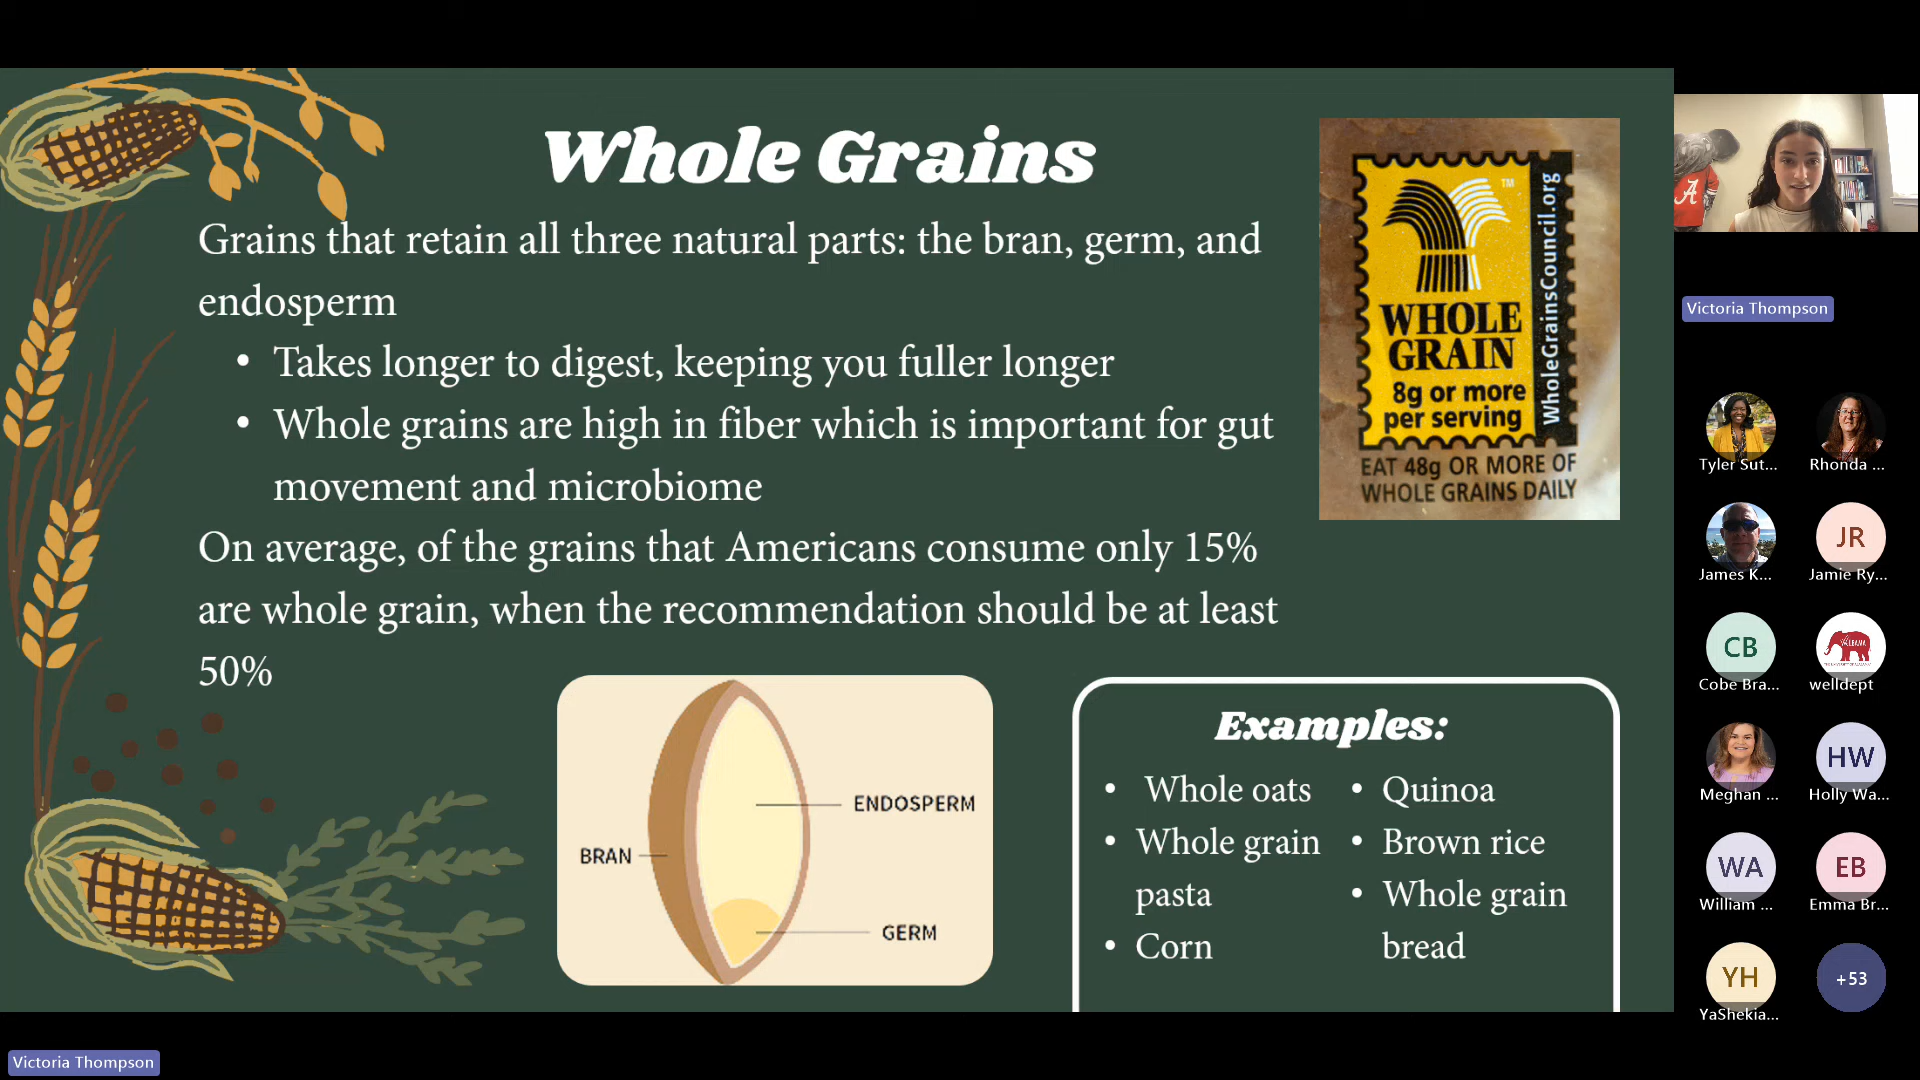 Whole Grains
Grains that retain all three natural parts: the bran, germ, and
endosperm
• Takes longer to digest, keeping you fuller longer
• Whole grains are high in fiber which is important for gut
movement and microbiome
On average, of the grains that Americans consume only 15%
are whole grain, when the recommendation should be at least
50%
WHOLE
GRAIN
8g or more
per serving
WholeGrainsCouncil.org
TM
EAT 48g OR MORE OF
WHOLE GRAINS DAILY
ENDOSPERM
BRAN
GERM
Examples:
• Whole oats
• Whole grain
pasta
• Corn
• Quinoa
• Brown rice
• Whole grain
bread
A
Victoria Thompson
Tyler Sut...
Rhonda ...
James K...
JR
Jamie Ry...
CB
Cobe Bra...
welldept
Meghan ...
HW
Holly Wa...
WA
William ...
EB
Emma Br...
YH
YaShekia...
+53
Victoria Thompson